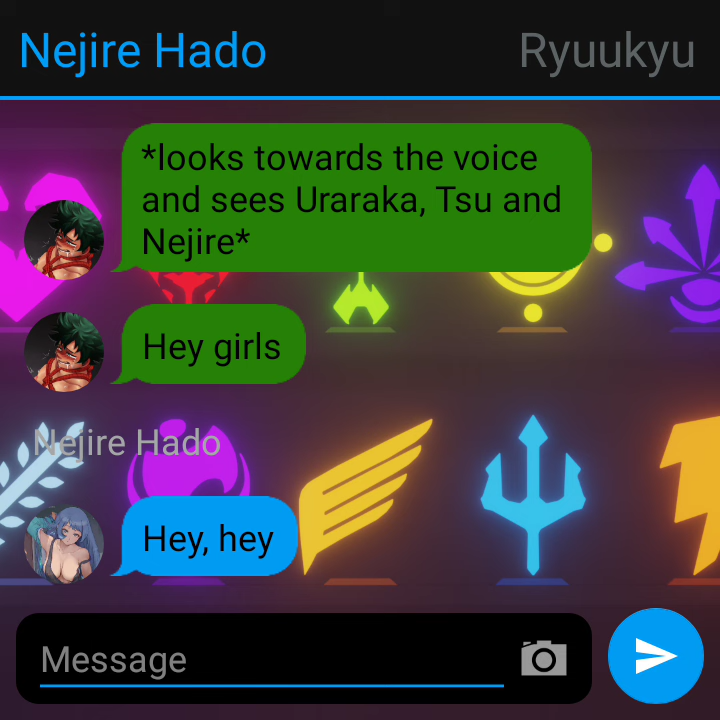 Nejire Hado
Ryuukyu
*looks towards the voice
and sees Uraraka, Tsu and
Nejire*
Hey girls
Nejire Hado
Hey, hey
Message